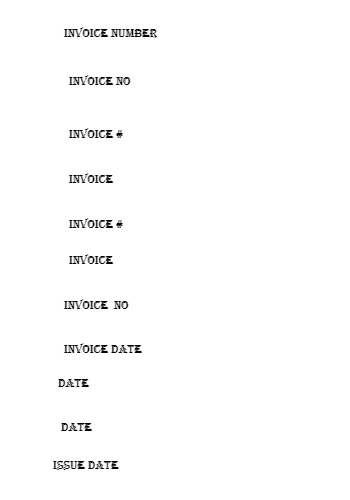 INVOICE NUMBER
INVOICE NO
INVOICE #
INVOICE
INVOICE #
INVOICE
INVOICE NO
INVOICE DATE
DATE
DATE
ISSUE DATE